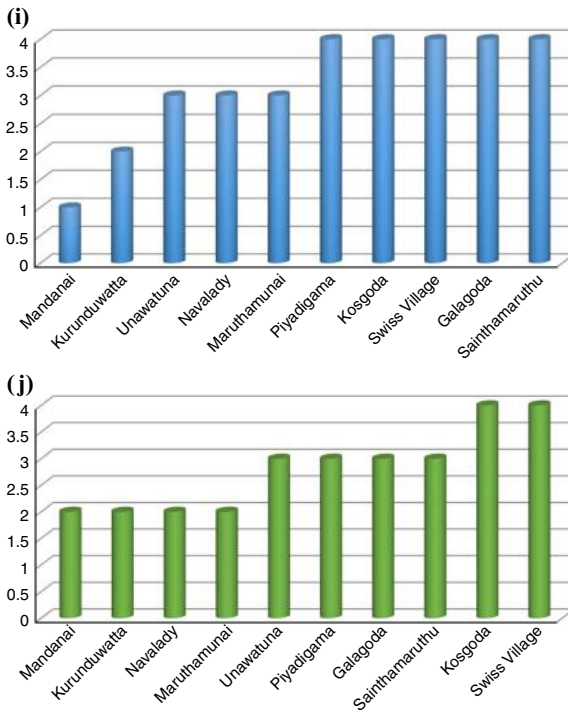 (i)
4
3.5
3
2.5
2
1.5
1
0.5
0
Mandanai
Kurunduwatta
Unawatuna
Navalady
Maruthamunai
Piyadigama
Kosgoda
Swiss Village
Galagoda
Sainthamaruthu
(j)
4
3.5
3
2.5
2
1.5
1
0.5
0
Mandanai
Kurunduwatta
Navalady
Maruthamunai
Unawatuna
Piyadigama
Galagoda
Sainthamaruthu
Kosgoda
Swiss Village